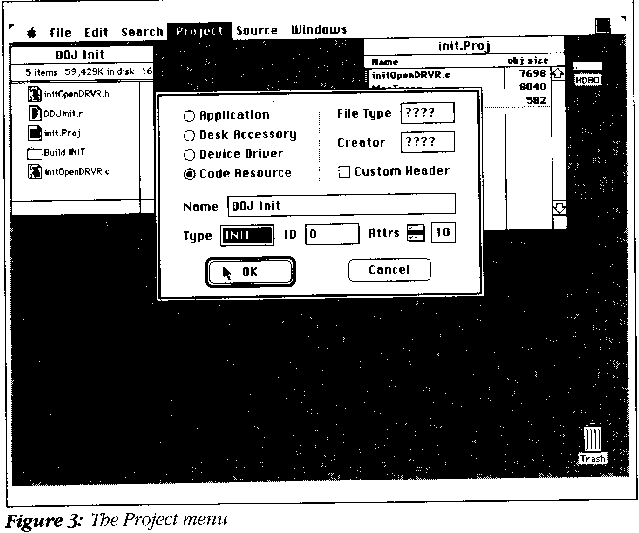 File Edit Search Project Source Windows
DDJ Init
5 items 59,429K in disk 16
initOpenDRVR.h
DDJInit.r
init.Proj
Build INIT
initOpenDRVR.c
init.Proj
Name obj size
initOpenDRVR.c 7698
MacTraps 8040
582
Application
Desk Accessory
Device Driver
Code Resource
File Type ????
Creator ????
Custom Header
Name DDJ Init
Type INIT ID 0 Attrs 10
OK Cancel
Trash
Figure 3: The Project menu